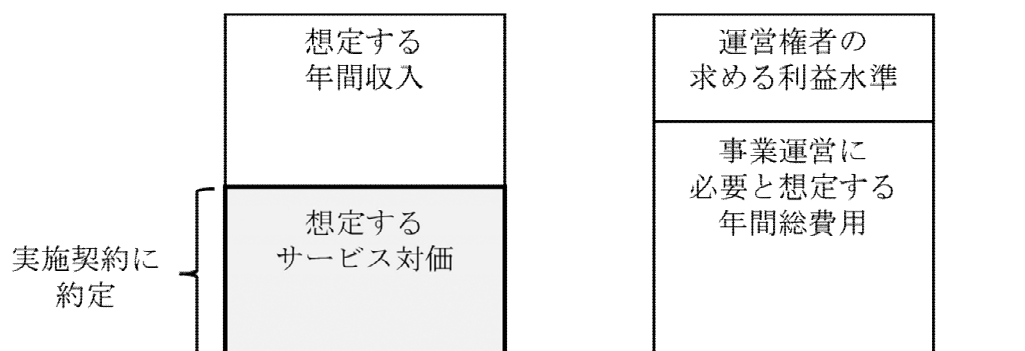 想定する
年間収入
想定する
サービス対価
実施契約に
約定
運営権者の
求める利益水準
事業運営に
必要と想定する
年間総費用